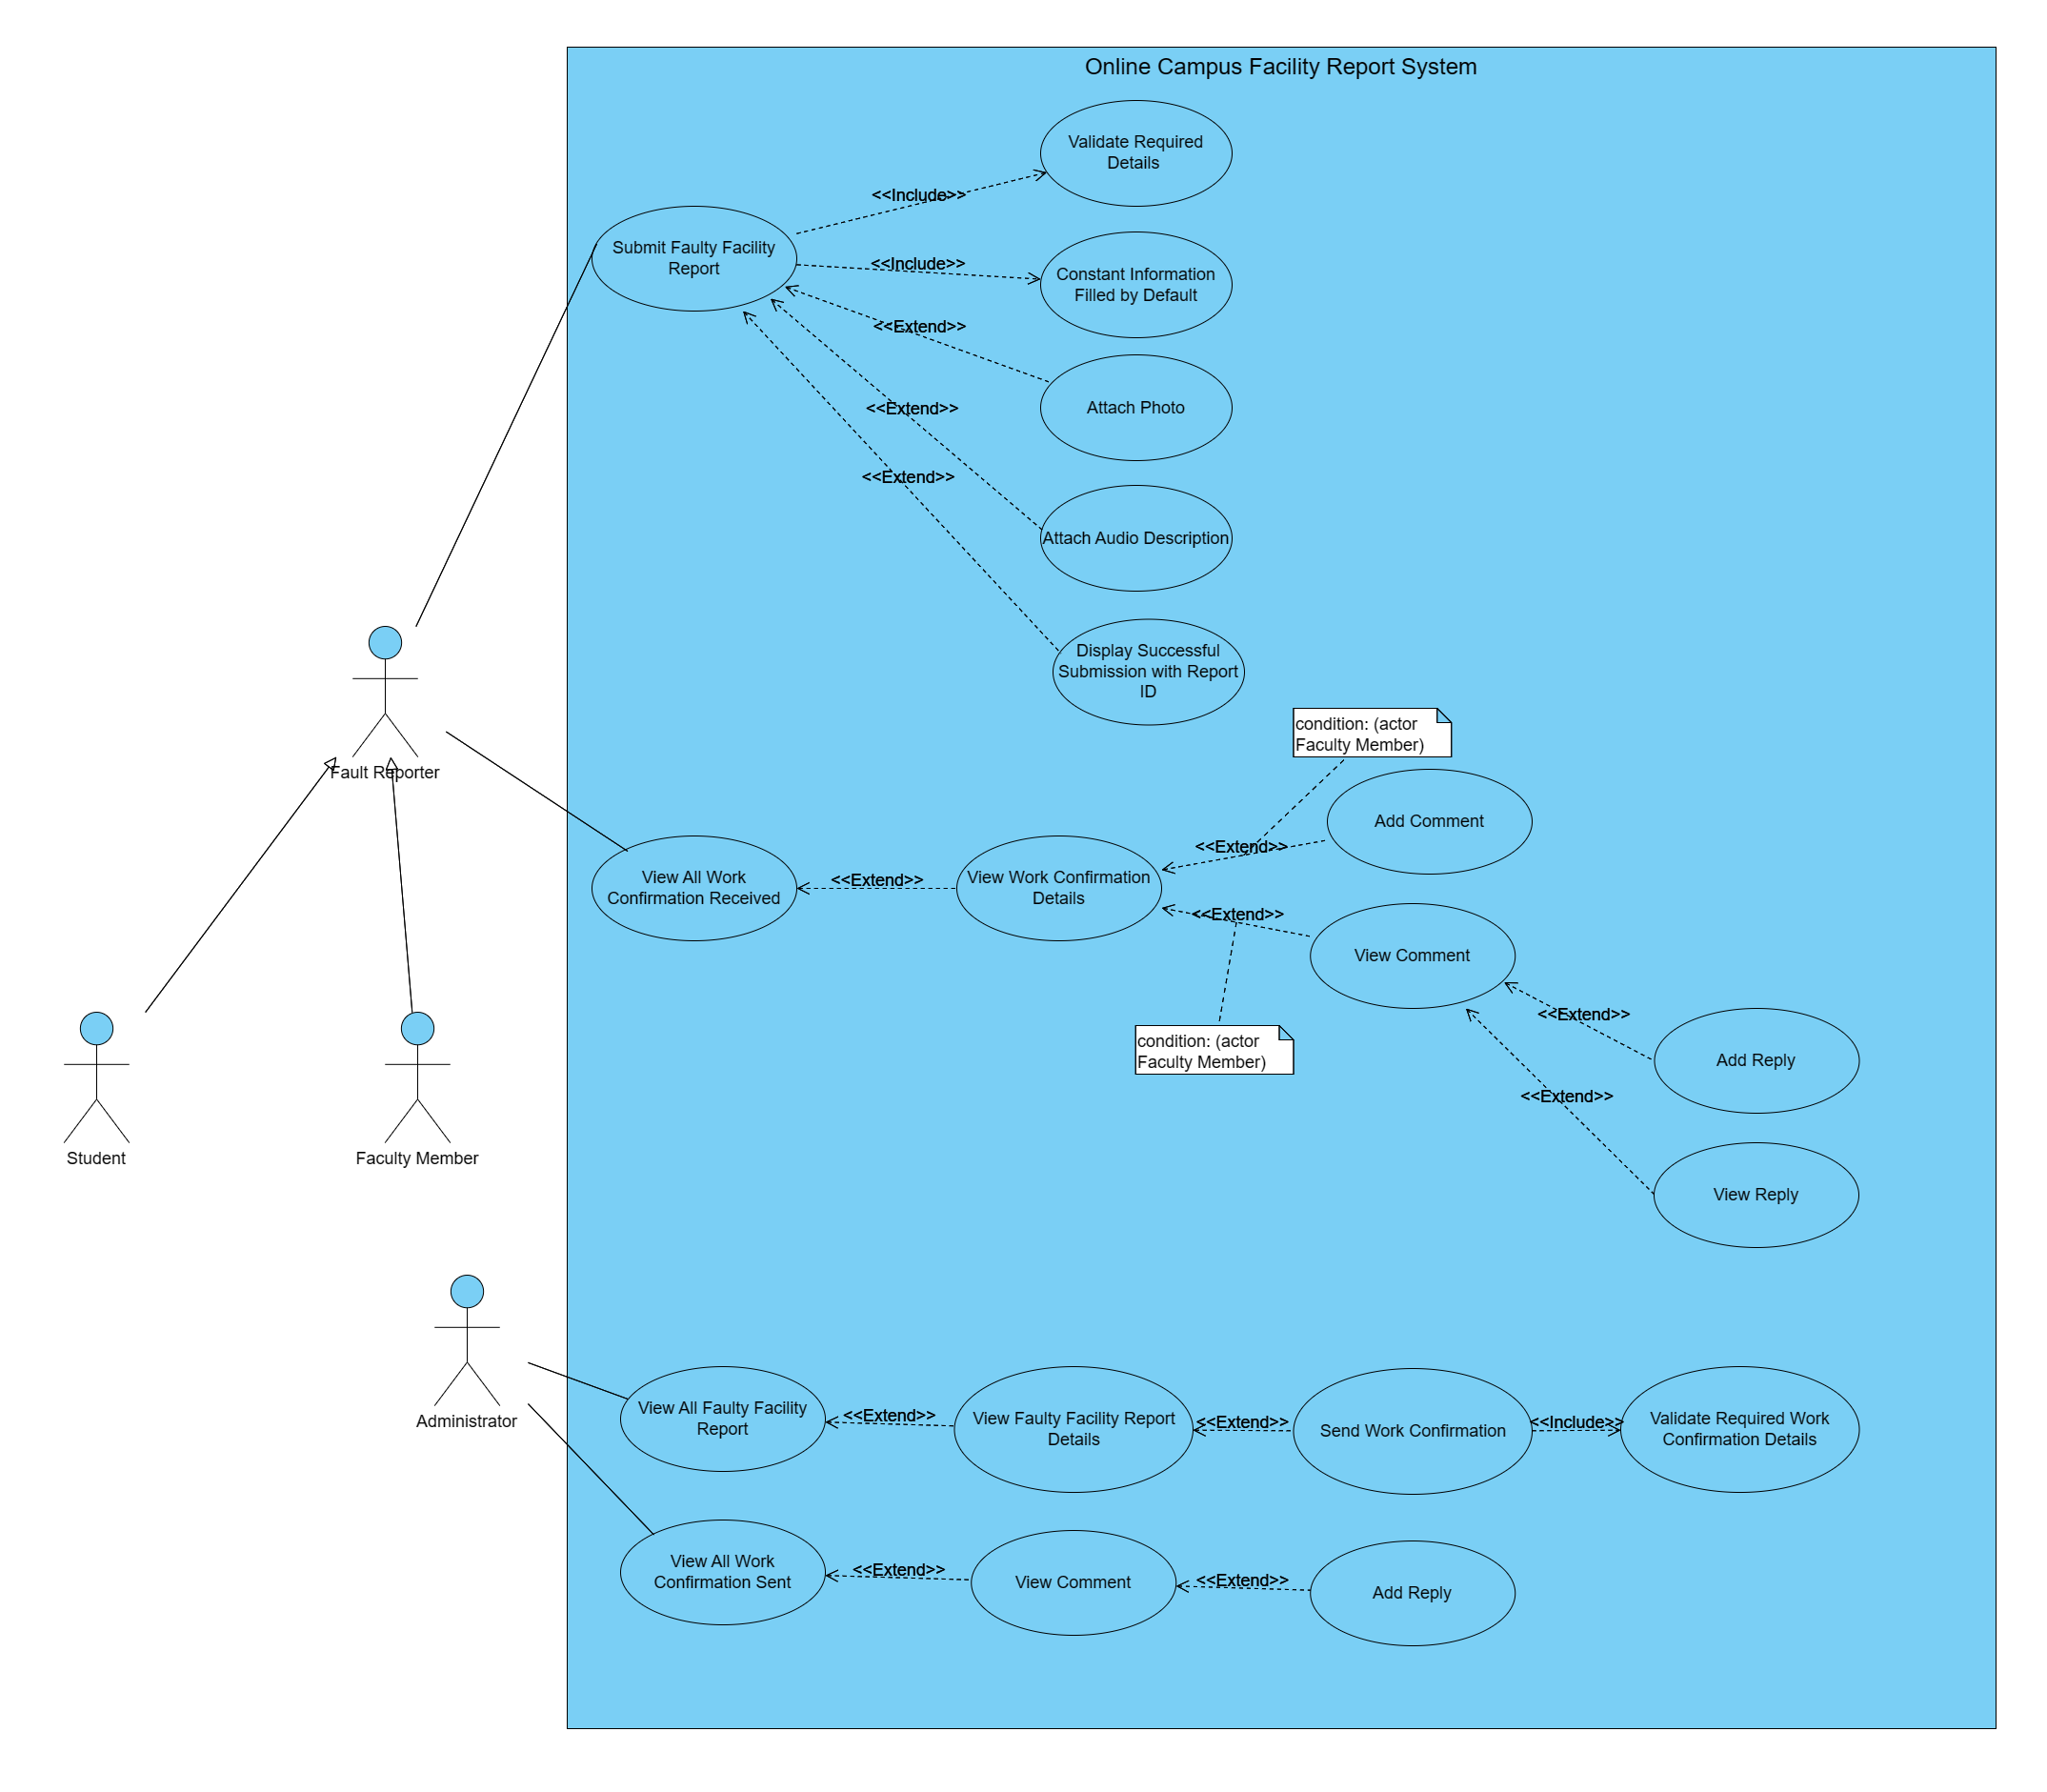 Online Campus Facility Report System
Validate Required
Details
<<Include>>
Submit Faulty Facility
Report
<<Include>>
Constant Information
Filled by Default
<<Extend>>
Attach Photo
<<Extend>>
<<Extend>>
Attach Audio Description
Display Successful
Submission with Report
ID
condition: (actor
Faculty Member)
Fault Reporter
Add Comment
<<Extend>>
View All Work
Confirmation Received
<<Extend>>
View Work Confirmation
Details
<<Extend>>
View Comment
<<Extend>>
condition: (actor
Faculty Member)
Add Reply
<<Extend>>
Student
Faculty Member
View Reply
Administrator
View All Faulty Facility
Report
<<Extend>>
View Faulty Facility Report
Details
<<Extend>>
Send Work Confirmation
<<Include>>
Validate Required Work
Confirmation Details
View All Work
Confirmation Sent
<<Extend>>
View Comment
<<Extend>>
Add Reply